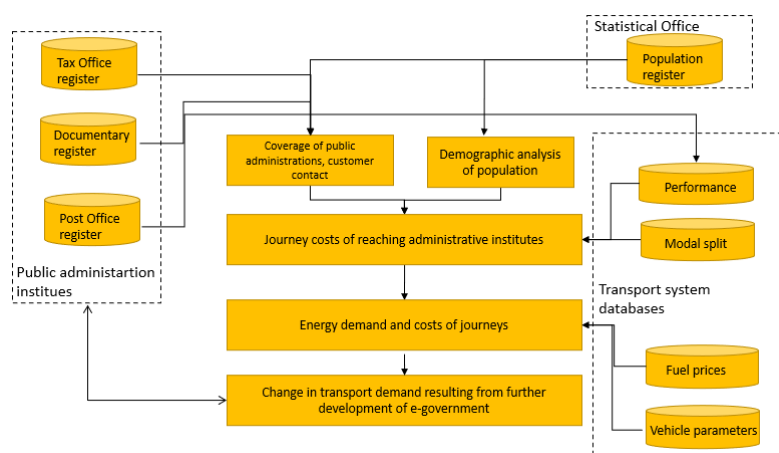 Statistical Office
Tax Office
register
Population
register
Documentary
register
Coverage of public
administrations, customer
contact
Demographic analysis
of population
Performance
Post Office
register
Journey costs of reaching administrative institutes
Modal split
Public administartion
institues
Transport system
databases
Energy demand and costs of journeys
Fuel prices
Change in transport demand resulting from further
development of e-government
Vehicle parameters